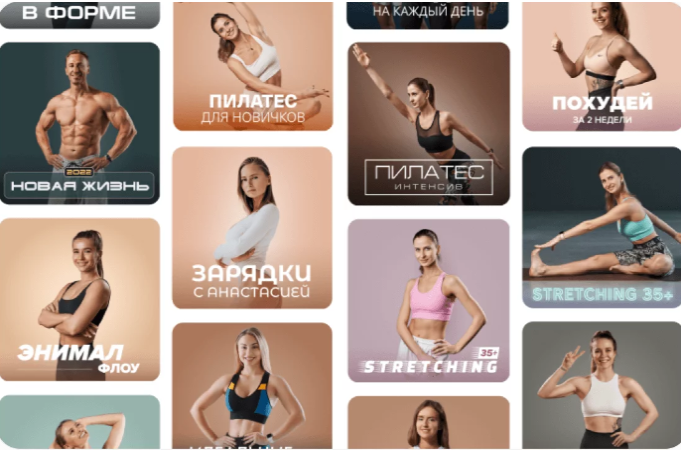 В ФОРМЕ
2022
НОВАЯ ЖИЗНЬ
ЭНИМАЛ
ФЛОУ
ПИЛАТЕС
ДЛЯ НОВИЧКОВ
ЗАРЯДКИ
С АНАСТАСИЕЙ
ИДЕАЛЬНЫЕ
НА КАЖДЫЙ ДЕНЬ
ПИЛАТЕС
ИНТЕНСИВ
35+
STRETCHING
ПОХУДЕЙ
ЗА 2 НЕДЕЛИ
STRETCHING 35+